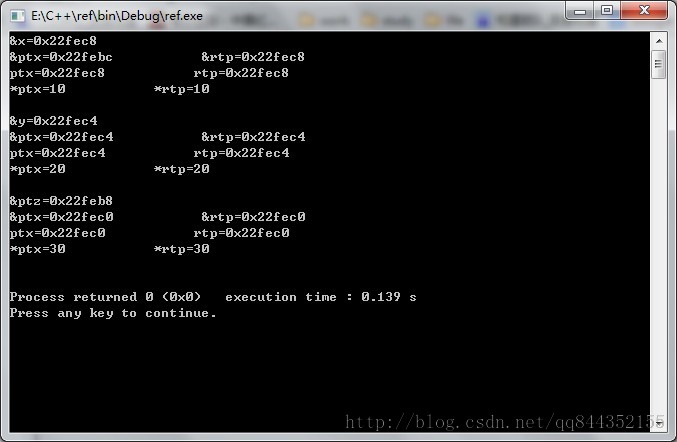 E:\C++\ref\bin\Debug\ref.exe
&x=0x22fec8
&ptx=0x22febc &rtp=0x22fec8
ptx=0x22fec8 rtp=0x22fec8
*ptx=10 *rtp=10
&y=0x22fec4
&ptx=0x22fec4 &rtp=0x22fec4
ptx=0x22fec4 rtp=0x22fec4
*ptx=20 *rtp=20
&ptz=0x22feb8
&ptx=0x22fec0 &rtp=0x22fec0
ptx=0x22fec0 rtp=0x22fec0
*ptx=30 *rtp=30
Process returned 0 (0x0) execution time : 0.139 s
Press any key to continue.
http://blog.csdn.net/qq844352155